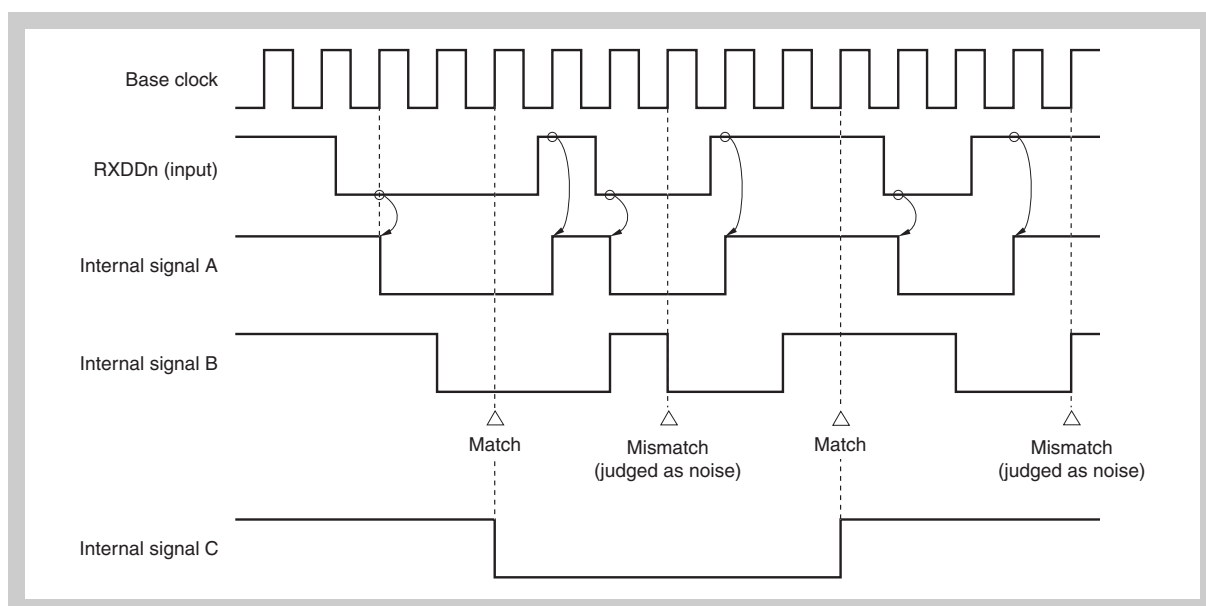 Base clock
RXDDn (input)
Internal signal A
Internal signal B
Match
Mismatch
(judged as noise)
Match
Mismatch
(judged as noise)
Internal signal C